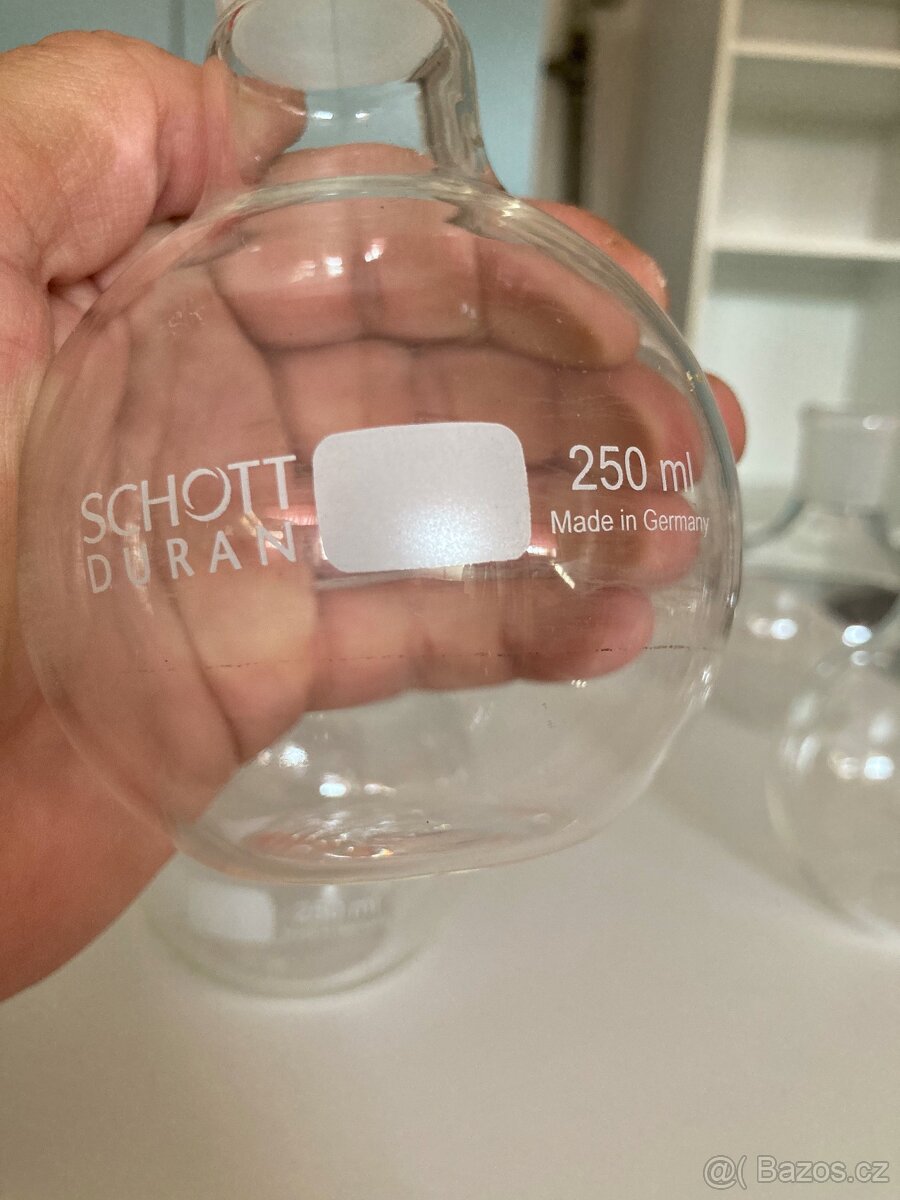 SCHOTT
DURAN
250 ml
Made in Germany
@( Bazos.cz